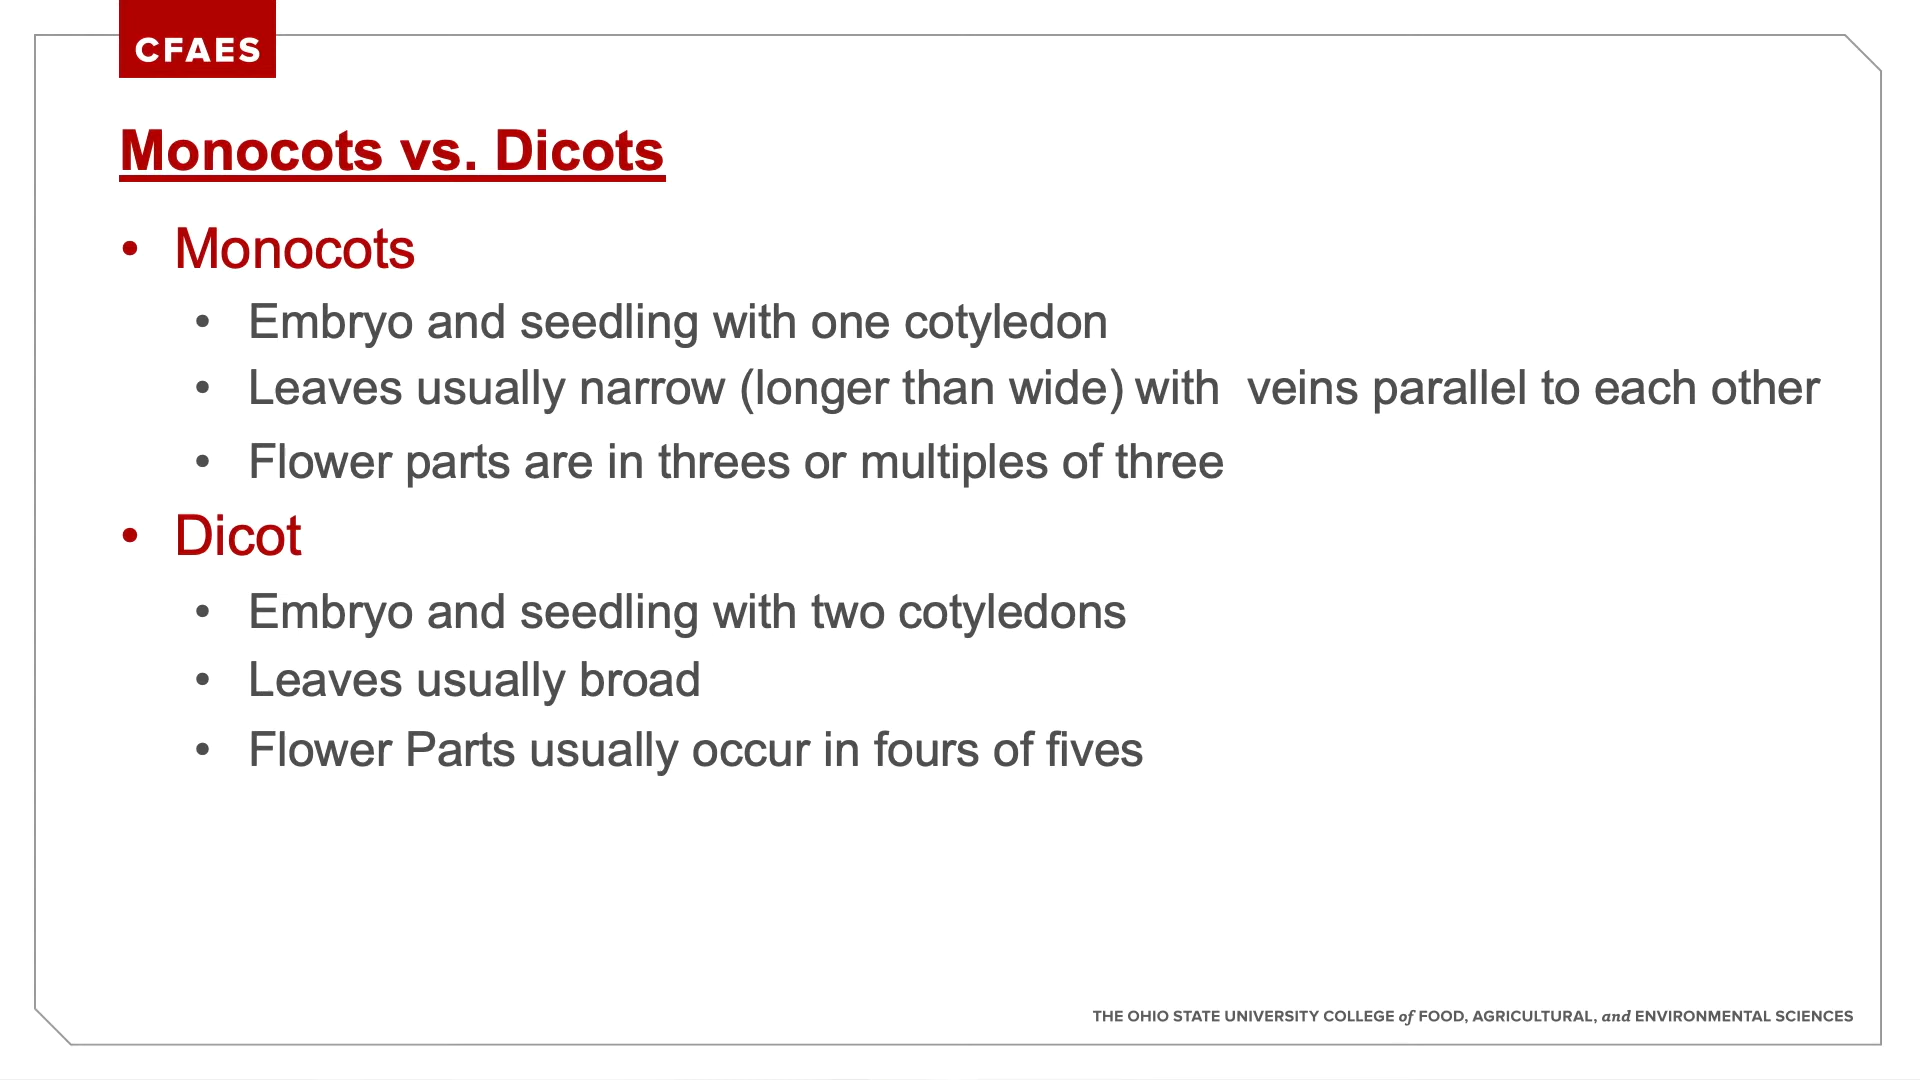 CFAES
Monocots vs. Dicots
• Monocots
• Embryo and seedling with one cotyledon
• Leaves usually narrow (longer than wide) with  veins parallel to each other
• Flower parts are in threes or multiples of three
• Dicot
• Embryo and seedling with two cotyledons
• Leaves usually broad
• Flower Parts usually occur in fours of fives
THE OHIO STATE UNIVERSITY COLLEGE of FOOD, AGRICULTURAL, and ENVIRONMENTAL SCIENCES